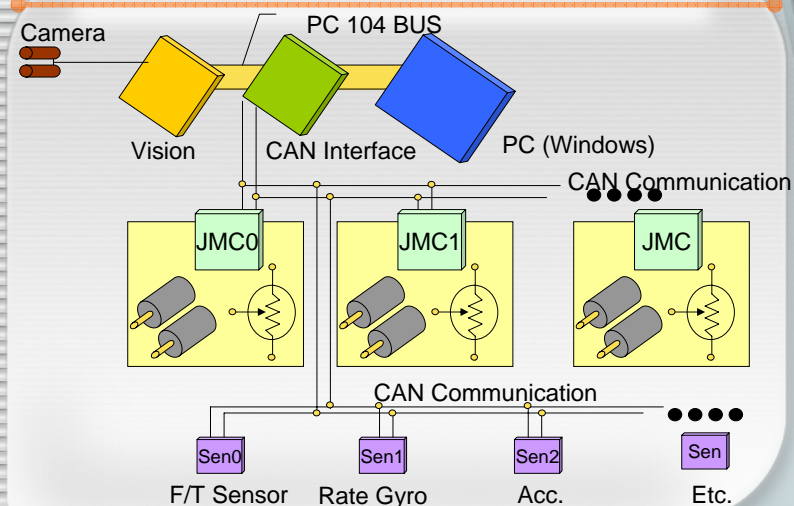 Camera
PC 104 BUS
Vision
CAN Interface
PC (Windows)
CAN Communication
JMC0
JMC1
JMC
CAN Communication
Sen0
Sen1
Sen2
Sen
F/T Sensor
Rate Gyro
Acc.
Etc.